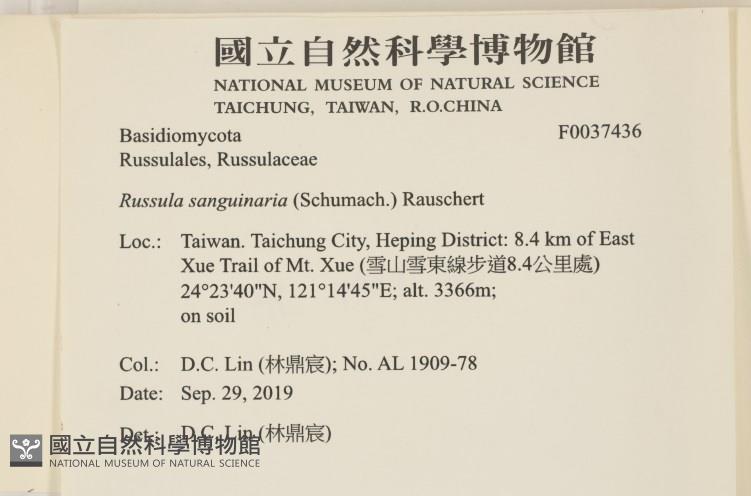 國立自然科學博物館
NATIONAL MUSEUM OF NATURAL SCIENCE
TAICHUNG, TAIWAN, R.O.CHINA
Basidiomycota F0037436
Russulales, Russulaceae
Russula sanguinaria (Schumach.) Rauschert
Loc.: Taiwan. Taichung City, Heping District: 8.4 km of East
Xue Trail of Mt. Xue (雪山雪東線步道8.4公里處)
24°23'40"N, 121°14'45"E; alt. 3366m;
on soil
Col.: D.C. Lin (林鼎宸); No. AL 1909-78
Date: Sep. 29, 2019
Det.: D.C. Lin (林鼎宸)
國立自然科學博物館
NATIONAL MUSEUM OF NATURAL SCIENCE